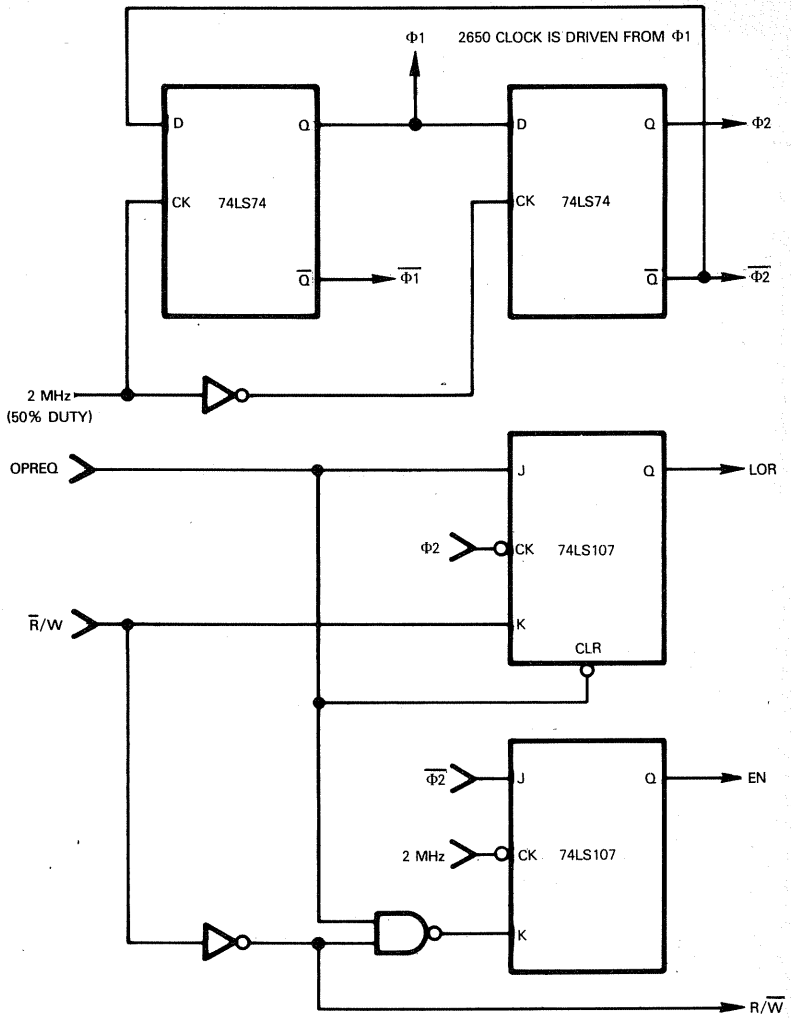 Φ1 2650 CLOCK IS DRIVEN FROM Φ1
D Q D Q Φ2
CK 74LS74 CK 74LS74
Q̅ Φ̅1̅ Q̅ Φ̅2̅
2 MHz
(50% DUTY)
OPREQ J Q LOR
Φ2 CK 74LS107
R̅/W K
CLR
Φ̅2̅ J Q EN
2 MHz CK 74LS107
K
R/W̅